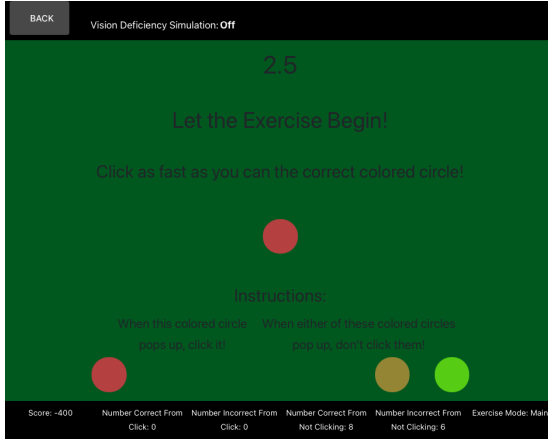 BACK
Vision Deficiency Simulation: Off
2.5
Let the Exercise Begin!
Click as fast as you can the correct colored circle!
Instructions:
When this colored circle
pops up, click it!
When either of these colored circles
pop up, don't click them!
Score: -400
Number Correct From
Click: 0
Number Incorrect From
Click: 0
Number Correct From
Not Clicking: 8
Number Incorrect From
Not Clicking: 6
Exercise Mode: Main